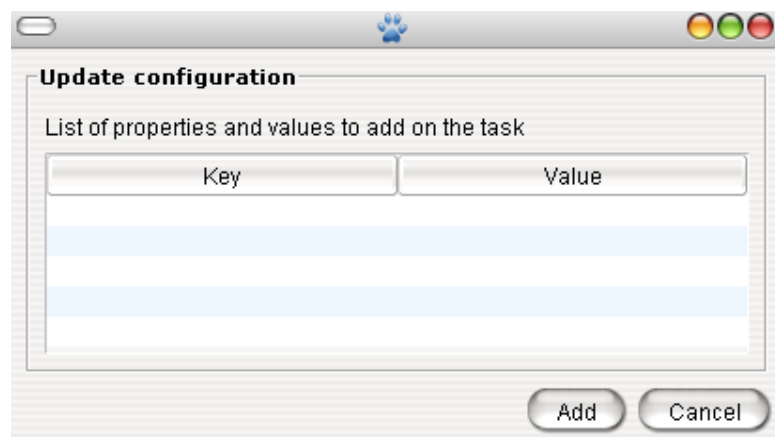 Update configuration
List of properties and values to add on the task
Key Value
Add Cancel